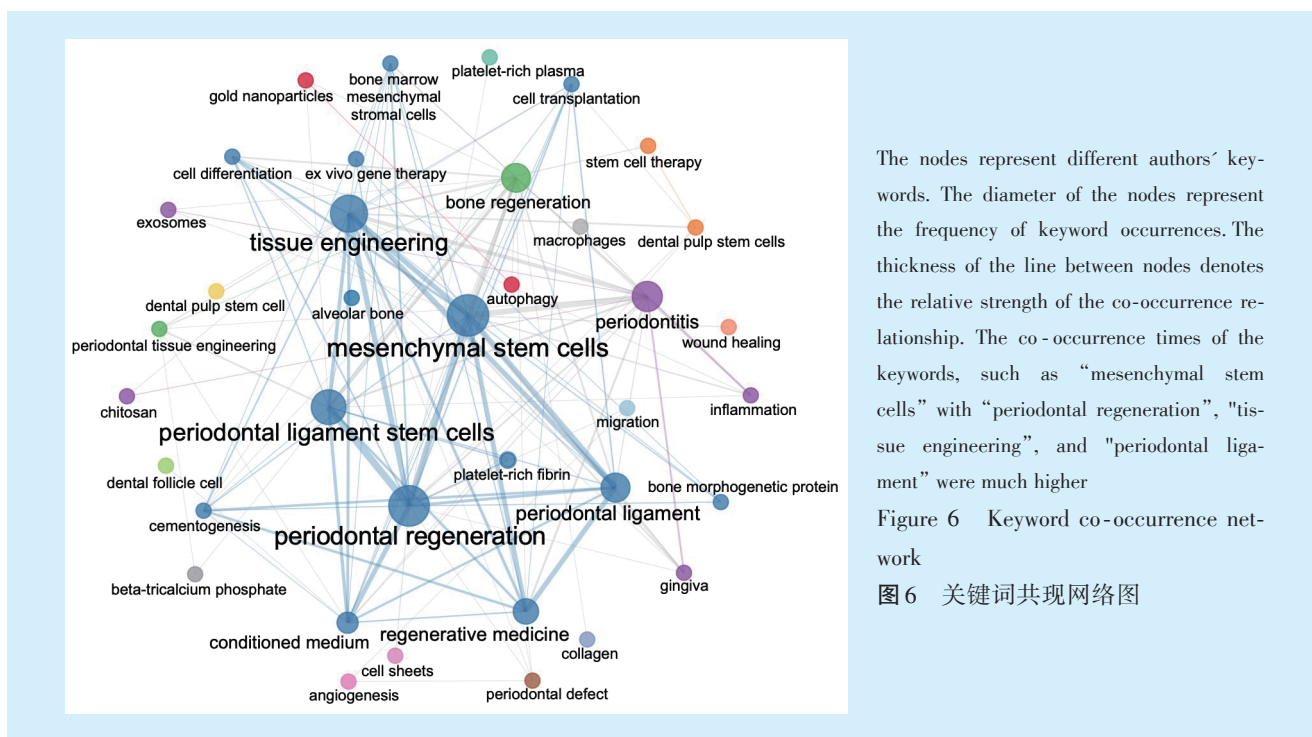 bone marrow
mesenchymal
stromal cells
platelet-rich plasma
gold nanoparticles
cell transplantation
cell differentiation
ex vivo gene therapy
stem cell therapy
bone regeneration
exosomes
tissue engineering
macrophages
dental pulp stem cells
dental pulp stem cell
alveolar bone
autophagy
periodontitis
periodontal tissue engineering
mesenchymal stem cells
wound healing
chitosan
inflammation
migration
periodontal ligament stem cells
dental follicle cell
platelet-rich fibrin
bone morphogenetic protein
cementogenesis
periodontal ligament
periodontal regeneration
beta-tricalcium phosphate
gingiva
conditioned medium
regenerative medicine
collagen
cell sheets
angiogenesis
periodontal defect
The nodes represent different authors´ key-
words. The diameter of the nodes represent
the frequency of keyword occurrences. The
thickness of the line between nodes denotes
the relative strength of the co-occurrence re-
lationship. The co-occurrence times of the
keywords, such as “mesenchymal stem
cells” with “periodontal regeneration”, "tis-
sue engineering”, and "periodontal liga-
ment” were much higher
Figure 6 Keyword co-occurrence net-
work
图6 关键词共现网络图